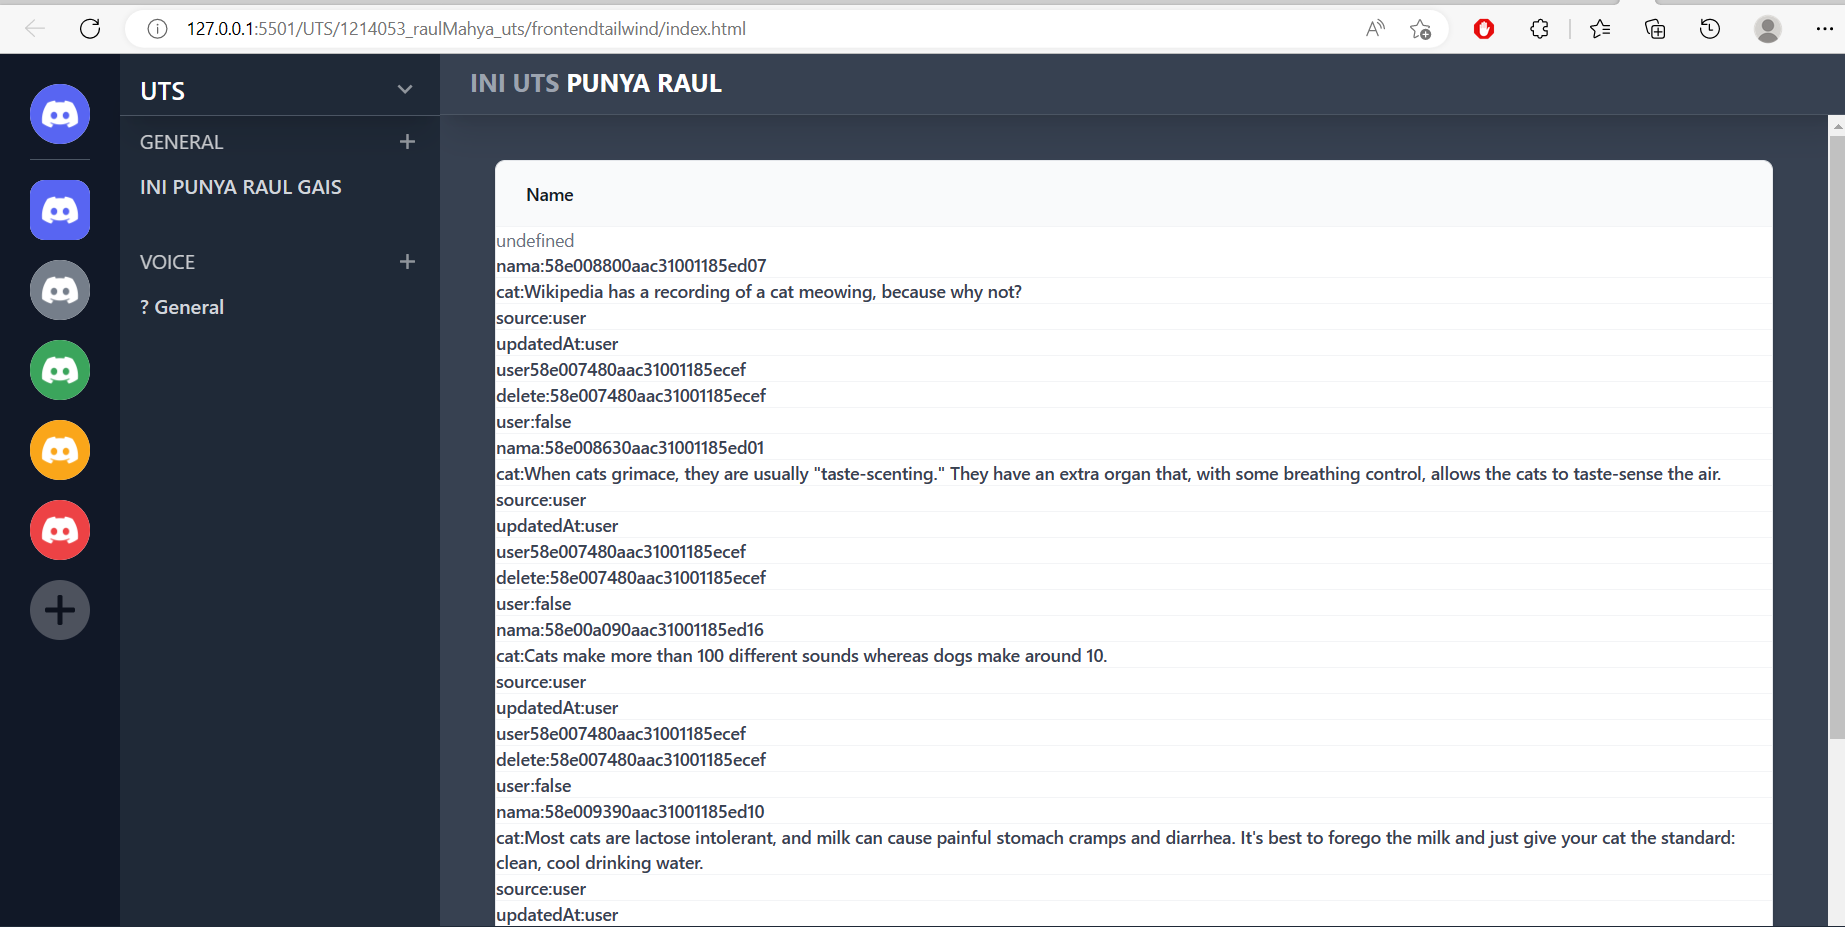 127.0.0.1:5501/UTS/1214053_raulMahya_uts/frontendtailwind/index.html
UTS
INI UTS PUNYA RAUL
GENERAL +
INI PUNYA RAUL GAIS
VOICE +
? General
Name
undefined
nama:58e008800aac31001185ed07
cat:Wikipedia has a recording of a cat meowing, because why not?
source:user
updatedAt:user
user58e007480aac31001185ecef
delete:58e007480aac31001185ecef
user:false
nama:58e008630aac31001185ed01
cat:When cats grimace, they are usually "taste-scenting." They have an extra organ that, with some breathing control, allows the cats to taste-sense the air.
source:user
updatedAt:user
user58e007480aac31001185ecef
delete:58e007480aac31001185ecef
user:false
nama:58e00a090aac31001185ed16
cat:Cats make more than 100 different sounds whereas dogs make around 10.
source:user
updatedAt:user
user58e007480aac31001185ecef
delete:58e007480aac31001185ecef
user:false
nama:58e009390aac31001185ed10
cat:Most cats are lactose intolerant, and milk can cause painful stomach cramps and diarrhea. It's best to forego the milk and just give your cat the standard:
clean, cool drinking water.
source:user
updatedAt:user